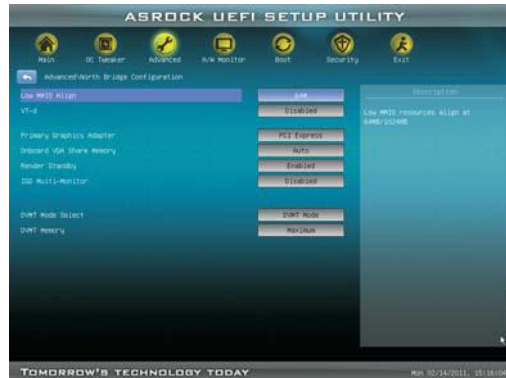 ASROCK UEFI SETUP UTILITY
Main
OC Tweaker
Advanced
H/W Monitor
Boot
Security
Exit
Advanced\North Bridge Configuration
Low MMIO Align
64M
VT-d
Disabled
Primary Graphics Adapter
PCI Express
Onboard VGA Share Memory
Auto
Render Standby
Enabled
IGD Multi-Monitor
Disabled
DVMT Mode Select
DVMT Mode
DVMT Memory
Maximum
Description
Low MMIO resources align at
64MB/1024MB
TOMORROW'S TECHNOLOGY TODAY
Mon 02/14/2011, 15:16:04